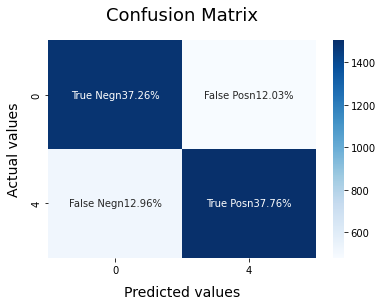 Confusion Matrix
True Negn37.26%
False Posn12.03%
False Negn12.96%
True Posn37.76%
0
4
Actual values
0
4
Predicted values
1400
1200
1000
800
600